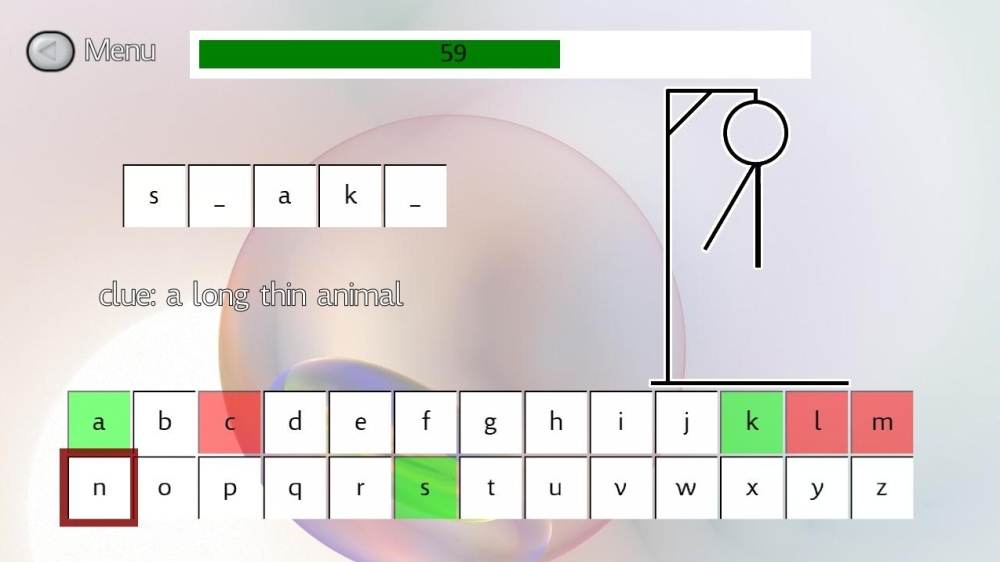 Menu
59
s _ a k _
clue: a long thin animal
a b c d e f g h i j k l m
n o p q r s t u v w x y z